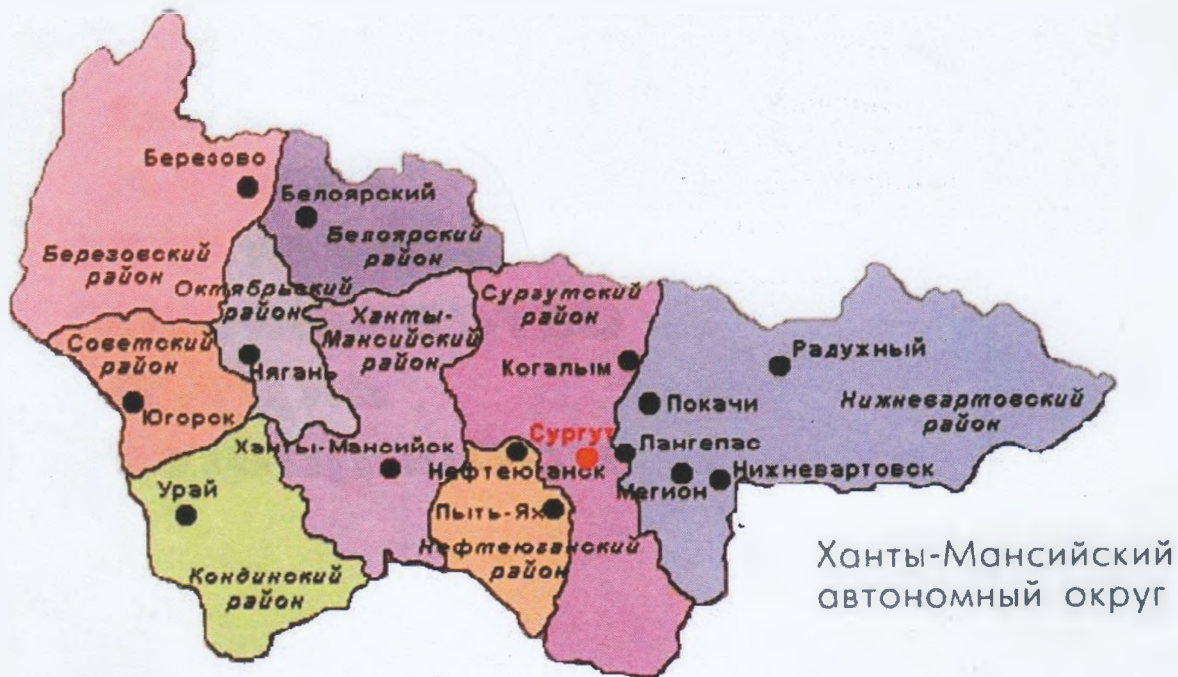 Березово
Белоярский
Белоярский
район
Березовский
район
Октябрьский
район
Ханты-
Мансийский
район
Сургутский
район
Советский
район
Нягань
Когалым
Радужный
Югорск
Покачи
Нижневартовский
район
Ханты-Мансийск
Сургут
Лангепас
Нефтеюганск
Нижневартовск
Мегион
Урай
Пыть-Ях
Нефтеюганский
район
Кондинский
район
Ханты-Мансийский
автономный округ